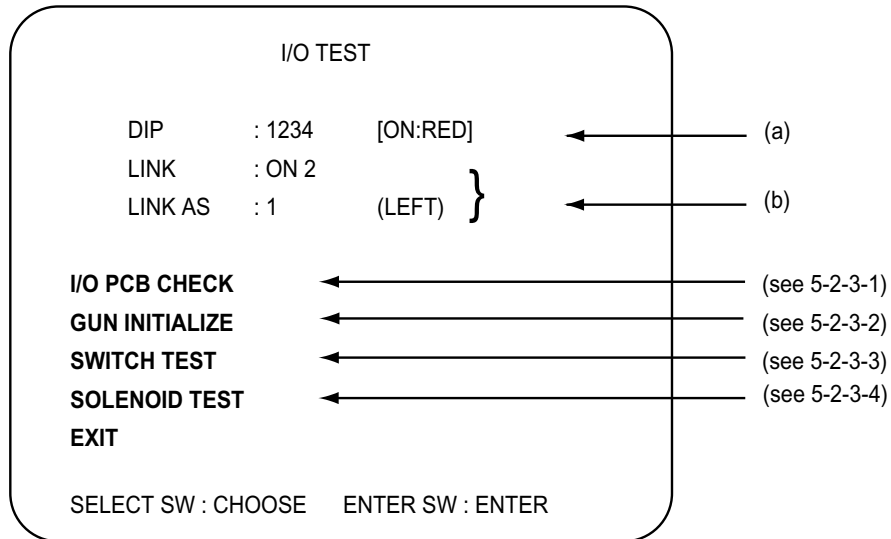 I/O TEST
DIP : 1234 [ON:RED] (a)
LINK : ON 2
LINK AS : 1 (LEFT) } (b)
I/O PCB CHECK (see 5-2-3-1)
GUN INITIALIZE (see 5-2-3-2)
SWITCH TEST (see 5-2-3-3)
SOLENOID TEST (see 5-2-3-4)
EXIT
SELECT SW : CHOOSE ENTER SW : ENTER